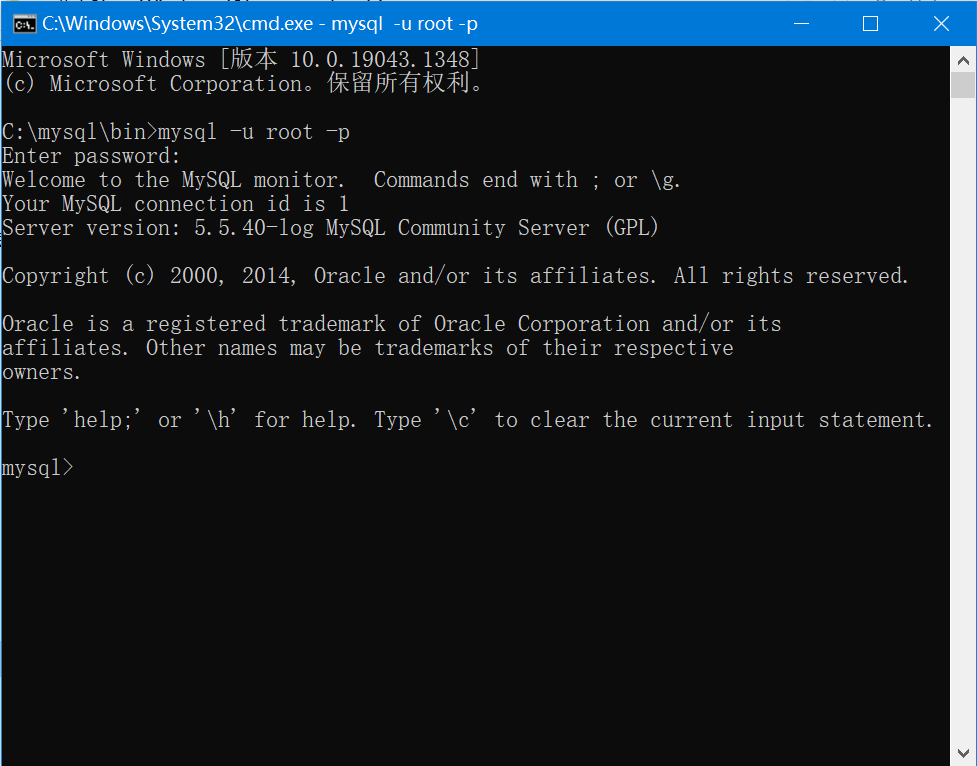 C:\Windows\System32\cmd.exe - mysql  -u root -p
Microsoft Windows [版本 10.0.19043.1348]
(c) Microsoft Corporation。保留所有权利。
C:\mysql\bin>mysql -u root -p
Enter password:
Welcome to the MySQL monitor.  Commands end with ; or \g.
Your MySQL connection id is 1
Server version: 5.5.40-log MySQL Community Server (GPL)
Copyright (c) 2000, 2014, Oracle and/or its affiliates. All rights reserved.
Oracle is a registered trademark of Oracle Corporation and/or its
affiliates. Other names may be trademarks of their respective
owners.
Type 'help;' or '\h' for help. Type '\c' to clear the current input statement.
mysql>